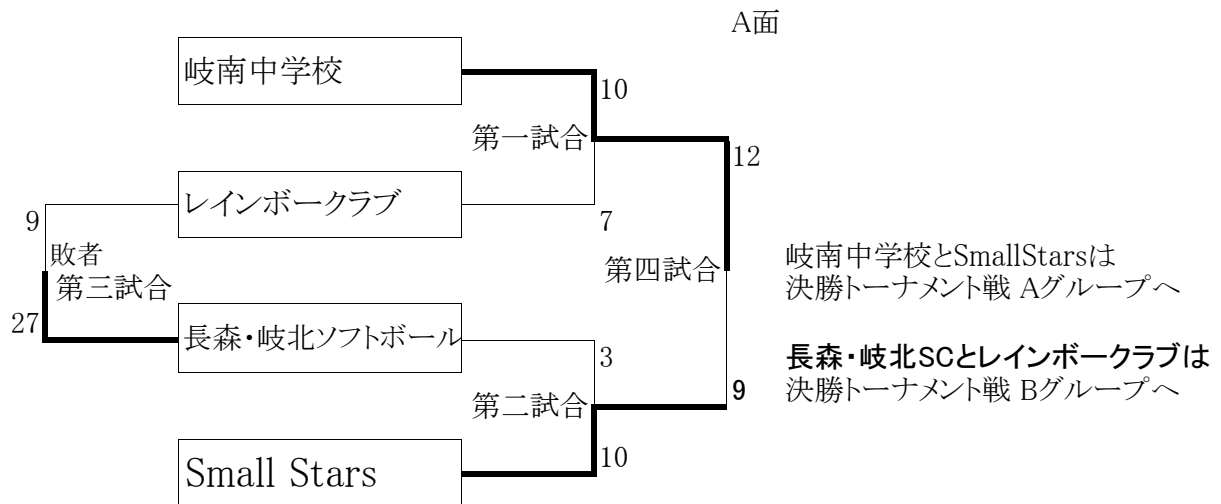 A面
岐南中学校
10
第一試合
12
レインボークラブ
9
7
敗者
第三試合
第四試合
岐南中学校とSmallStarsは
決勝トーナメント戦 Aグループへ
27
長森・岐北ソフトボール
3
長森・岐北SCとレインボークラブは
決勝トーナメント戦 Bグループへ
第二試合
9
10
Small Stars